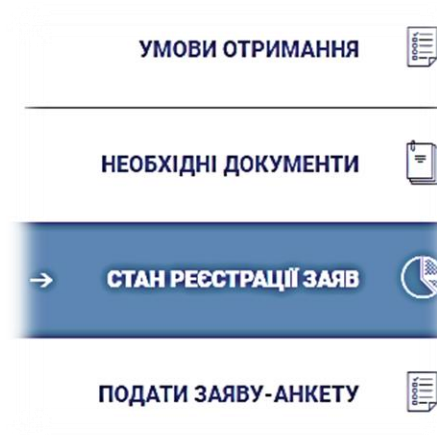 УМОВИ ОТРИМАННЯ
НЕОБХІДНІ ДОКУМЕНТИ
СТАН РЕЄСТРАЦІЇ ЗАЯВ
ПОДАТИ ЗАЯВУ-АНКЕТУ